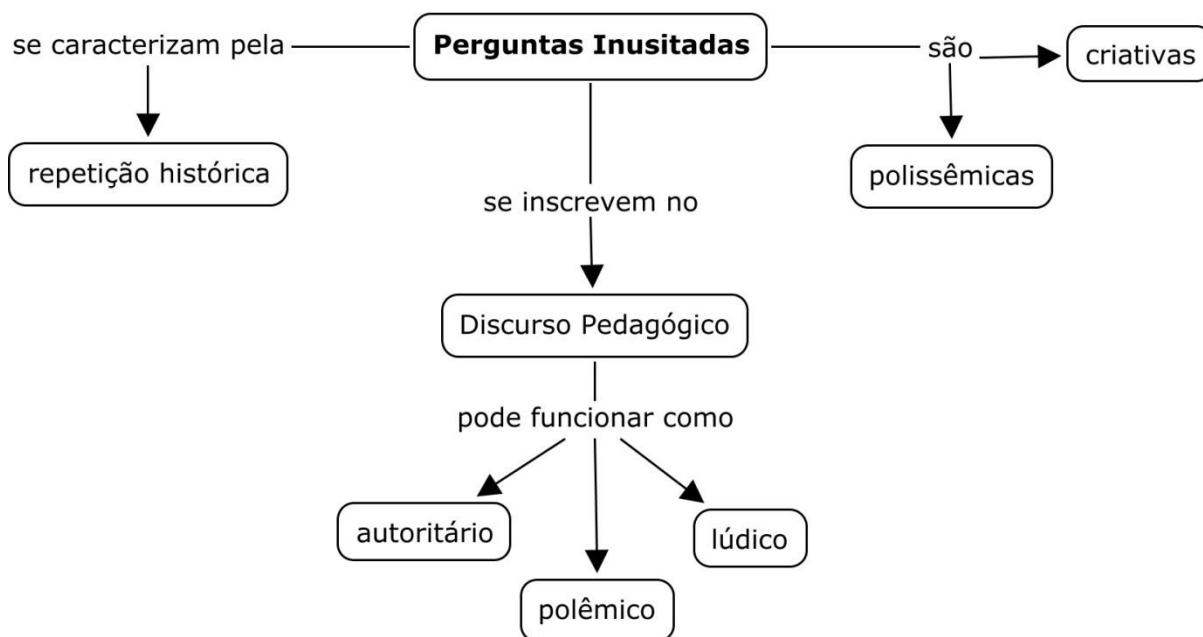 Perguntas Inusitadas
se caracterizam pela
são
criativas
repetição histórica
polissêmicas
se inscrevem no
Discurso Pedagógico
pode funcionar como
autoritário
lúdico
polêmico